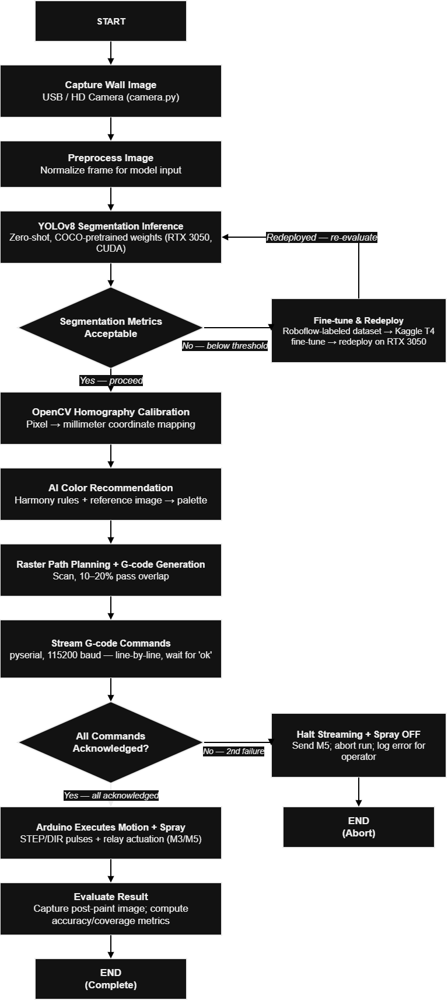 START
Capture Wall Image
USB / HD Camera (camera.py)
Preprocess Image
Normalize frame for model input
YOLOv8 Segmentation Inference
Zero-shot, COCO-pretrained weights (RTX 3050,
CUDA)
Redeployed — re-evaluate
Segmentation Metrics
Acceptable
No — below threshold
Fine-tune & Redeploy
Roboflow-labeled dataset → Kaggle T4
fine-tune → redeploy on RTX 3050
Yes — proceed
OpenCV Homography Calibration
Pixel → millimeter coordinate mapping
AI Color Recommendation
Harmony rules + reference image → palette
Raster Path Planning + G-code Generation
Scan, 10–20% pass overlap
Stream G-code Commands
pyserial, 115200 baud — line-by-line, wait for 'ok'
All Commands
Acknowledged?
No — 2nd failure
Halt Streaming + Spray OFF
Send M5; abort run; log error for
operator
Yes — all acknowledged
END
(Abort)
Arduino Executes Motion + Spray
STEP/DIR pulses + relay actuation (M3/M5)
Evaluate Result
Capture post-paint image; compute
accuracy/coverage metrics
END
(Complete)